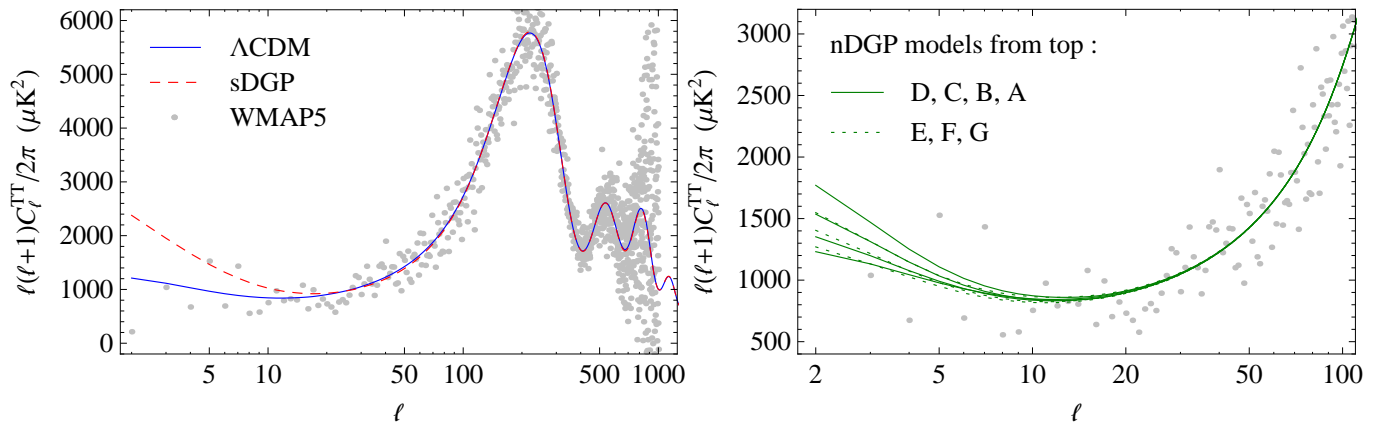 6000
5000
4000
3000
2000
1000
0
ℓ(ℓ+1)C_ℓ^TT/2π (μK²)
ΛCDM
sDGP
WMAP5
5 10 50 100 500 1000
ℓ
3000
2500
2000
1500
1000
500
ℓ(ℓ+1)C_ℓ^TT/2π (μK²)
nDGP models from top :
D, C, B, A
E, F, G
2 5 10 20 50 100
ℓ